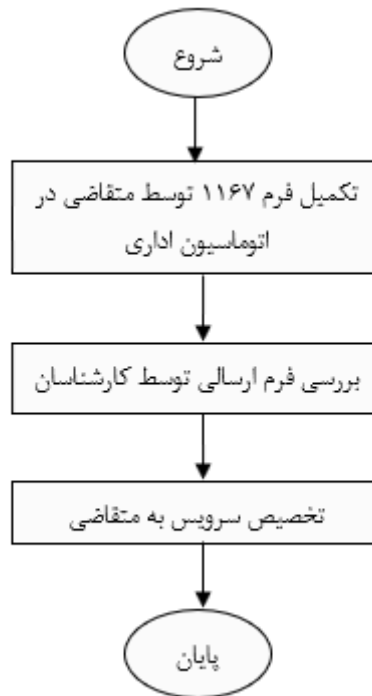 شروع
تکمیل فرم ۱۱۶۷ توسط متقاضی در
اتوماسیون اداری
بررسی فرم ارسالی توسط کارشناسان
تخصیص سرویس به متقاضی
پایان